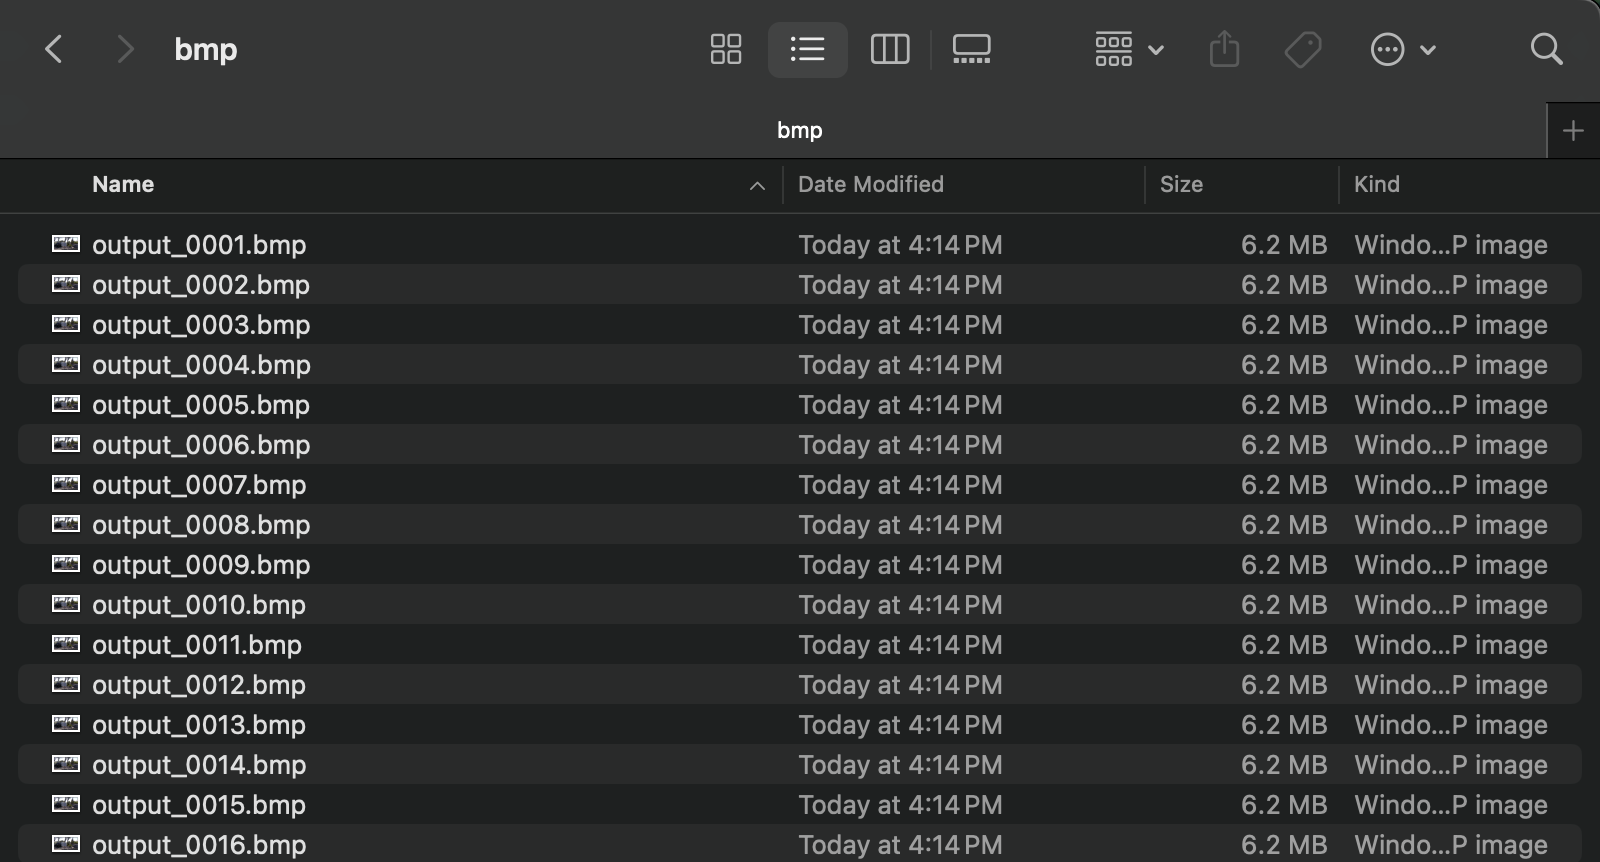 bmp
bmp
Name Date Modified Size Kind
output_0001.bmp Today at 4:14 PM 6.2 MB Windo...P image
output_0002.bmp Today at 4:14 PM 6.2 MB Windo...P image
output_0003.bmp Today at 4:14 PM 6.2 MB Windo...P image
output_0004.bmp Today at 4:14 PM 6.2 MB Windo...P image
output_0005.bmp Today at 4:14 PM 6.2 MB Windo...P image
output_0006.bmp Today at 4:14 PM 6.2 MB Windo...P image
output_0007.bmp Today at 4:14 PM 6.2 MB Windo...P image
output_0008.bmp Today at 4:14 PM 6.2 MB Windo...P image
output_0009.bmp Today at 4:14 PM 6.2 MB Windo...P image
output_0010.bmp Today at 4:14 PM 6.2 MB Windo...P image
output_0011.bmp Today at 4:14 PM 6.2 MB Windo...P image
output_0012.bmp Today at 4:14 PM 6.2 MB Windo...P image
output_0013.bmp Today at 4:14 PM 6.2 MB Windo...P image
output_0014.bmp Today at 4:14 PM 6.2 MB Windo...P image
output_0015.bmp Today at 4:14 PM 6.2 MB Windo...P image
output_0016.bmp Today at 4:14 PM 6.2 MB Windo...P image